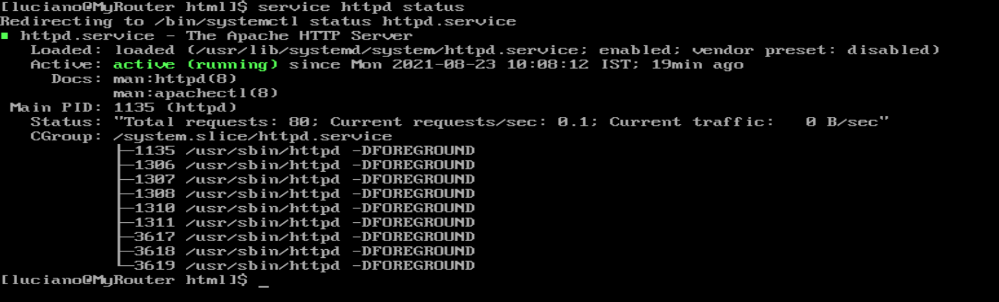 [luciano@MyRouter html]$ service httpd status
Redirecting to /bin/systemctl status httpd.service
■ httpd.service - The Apache HTTP Server
   Loaded: loaded (/usr/lib/systemd/system/httpd.service; enabled; vendor preset: disabled)
   Active: active (running) since Mon 2021-08-23 10:08:12 IST; 19min ago
     Docs: man:httpd(8)
           man:apachectl(8)
 Main PID: 1135 (httpd)
   Status: "Total requests: 80; Current requests/sec: 0.1; Current traffic:   0 B/sec"
   CGroup: /system.slice/httpd.service
           ├─1135 /usr/sbin/httpd -DFOREGROUND
           ├─1306 /usr/sbin/httpd -DFOREGROUND
           ├─1307 /usr/sbin/httpd -DFOREGROUND
           ├─1308 /usr/sbin/httpd -DFOREGROUND
           ├─1310 /usr/sbin/httpd -DFOREGROUND
           ├─1311 /usr/sbin/httpd -DFOREGROUND
           ├─3617 /usr/sbin/httpd -DFOREGROUND
           ├─3618 /usr/sbin/httpd -DFOREGROUND
           └─3619 /usr/sbin/httpd -DFOREGROUND
[luciano@MyRouter html]$ _